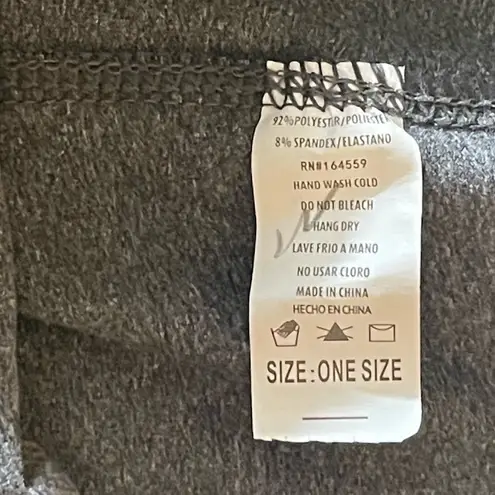 92%POLYESTER/POLIESTER
8% SPANDEX/ELASTANO
RN#164559
HAND WASH COLD
DO NOT BLEACH
HANG DRY
LAVE FRIO A MANO
NO USAR CLORO
MADE IN CHINA
HECHO EN CHINA
SIZE:ONE SIZE